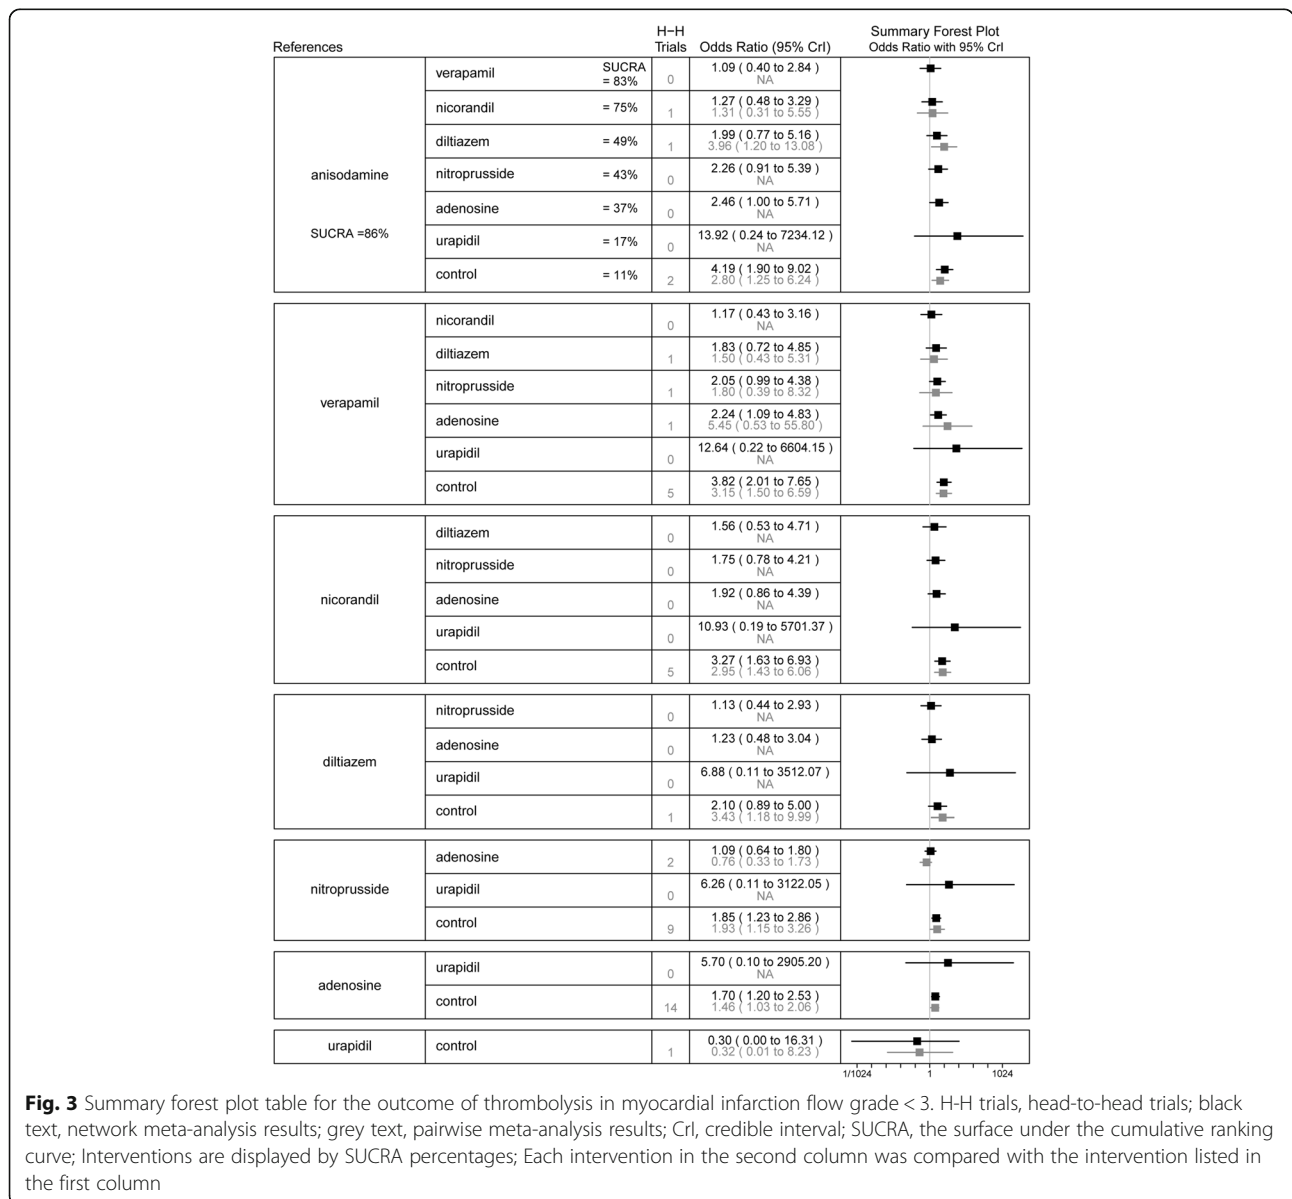 References H−H Trials Odds Ratio (95% CrI) Summary Forest Plot
Odds Ratio with 95% CrI
anisodamine
SUCRA =86%
verapamil SUCRA = 83% 0 1.09 ( 0.40 to 2.84 )
NA
nicorandil = 75% 1 1.27 ( 0.48 to 3.29 )
1.31 ( 0.31 to 5.55 )
diltiazem = 49% 1 1.99 ( 0.77 to 5.16 )
3.96 ( 1.20 to 13.08 )
nitroprusside = 43% 0 2.26 ( 0.91 to 5.39 )
NA
adenosine = 37% 0 2.46 ( 1.00 to 5.71 )
NA
urapidil = 17% 0 13.92 ( 0.24 to 7234.12 )
NA
control = 11% 2 4.19 ( 1.90 to 9.02 )
2.80 ( 1.25 to 6.24 )
verapamil
nicorandil 0 1.17 ( 0.43 to 3.16 )
NA
diltiazem 1 1.83 ( 0.72 to 4.85 )
1.50 ( 0.43 to 5.31 )
nitroprusside 1 2.05 ( 0.99 to 4.38 )
1.80 ( 0.39 to 8.32 )
adenosine 1 2.24 ( 1.09 to 4.83 )
5.45 ( 0.53 to 55.80 )
urapidil 0 12.64 ( 0.22 to 6604.15 )
NA
control 5 3.82 ( 2.01 to 7.65 )
3.15 ( 1.50 to 6.59 )
nicorandil
diltiazem 0 1.56 ( 0.53 to 4.71 )
NA
nitroprusside 0 1.75 ( 0.78 to 4.21 )
NA
adenosine 0 1.92 ( 0.86 to 4.39 )
NA
urapidil 0 10.93 ( 0.19 to 5701.37 )
NA
control 5 3.27 ( 1.63 to 6.93 )
2.95 ( 1.43 to 6.06 )
diltiazem
nitroprusside 0 1.13 ( 0.44 to 2.93 )
NA
adenosine 0 1.23 ( 0.48 to 3.04 )
NA
urapidil 0 6.88 ( 0.11 to 3512.07 )
NA
control 1 2.10 ( 0.89 to 5.00 )
3.43 ( 1.18 to 9.99 )
nitroprusside
adenosine 2 1.09 ( 0.64 to 1.80 )
0.76 ( 0.33 to 1.73 )
urapidil 0 6.26 ( 0.11 to 3122.05 )
NA
control 9 1.85 ( 1.23 to 2.86 )
1.93 ( 1.15 to 3.26 )
adenosine
urapidil 0 5.70 ( 0.10 to 2905.20 )
NA
control 14 1.70 ( 1.20 to 2.53 )
1.46 ( 1.03 to 2.06 )
urapidil
control 1 0.30 ( 0.00 to 16.31 )
0.32 ( 0.01 to 8.23 )
1/1024 1 1024
Fig. 3 Summary forest plot table for the outcome of thrombolysis in myocardial infarction flow grade < 3. H-H trials, head-to-head trials; black
text, network meta-analysis results; grey text, pairwise meta-analysis results; CrI, credible interval; SUCRA, the surface under the cumulative ranking
curve; Interventions are displayed by SUCRA percentages; Each intervention in the second column was compared with the intervention listed in
the first column